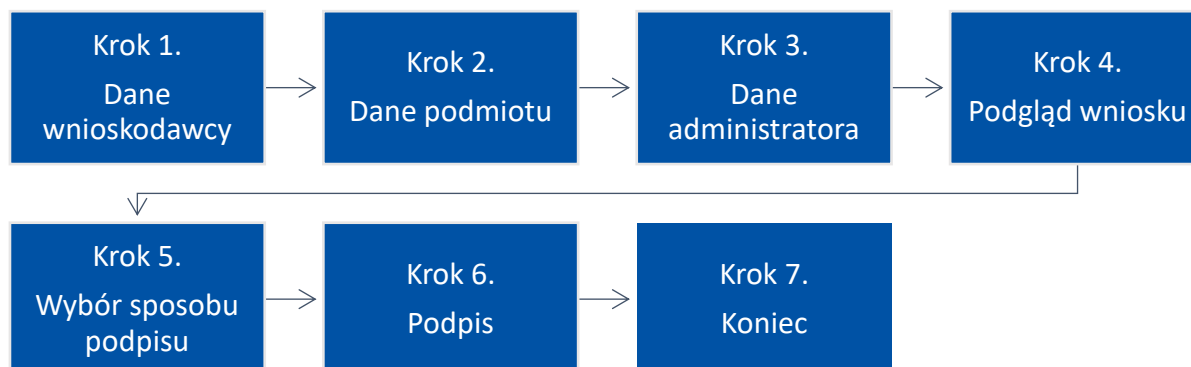 Krok 1.
Dane
wnioskodawcy
Krok 2.
Dane podmiotu
Krok 3.
Dane
administratora
Krok 4.
Podgląd wniosku
Krok 5.
Wybór sposobu
podpisu
Krok 6.
Podpis
Krok 7.
Koniec